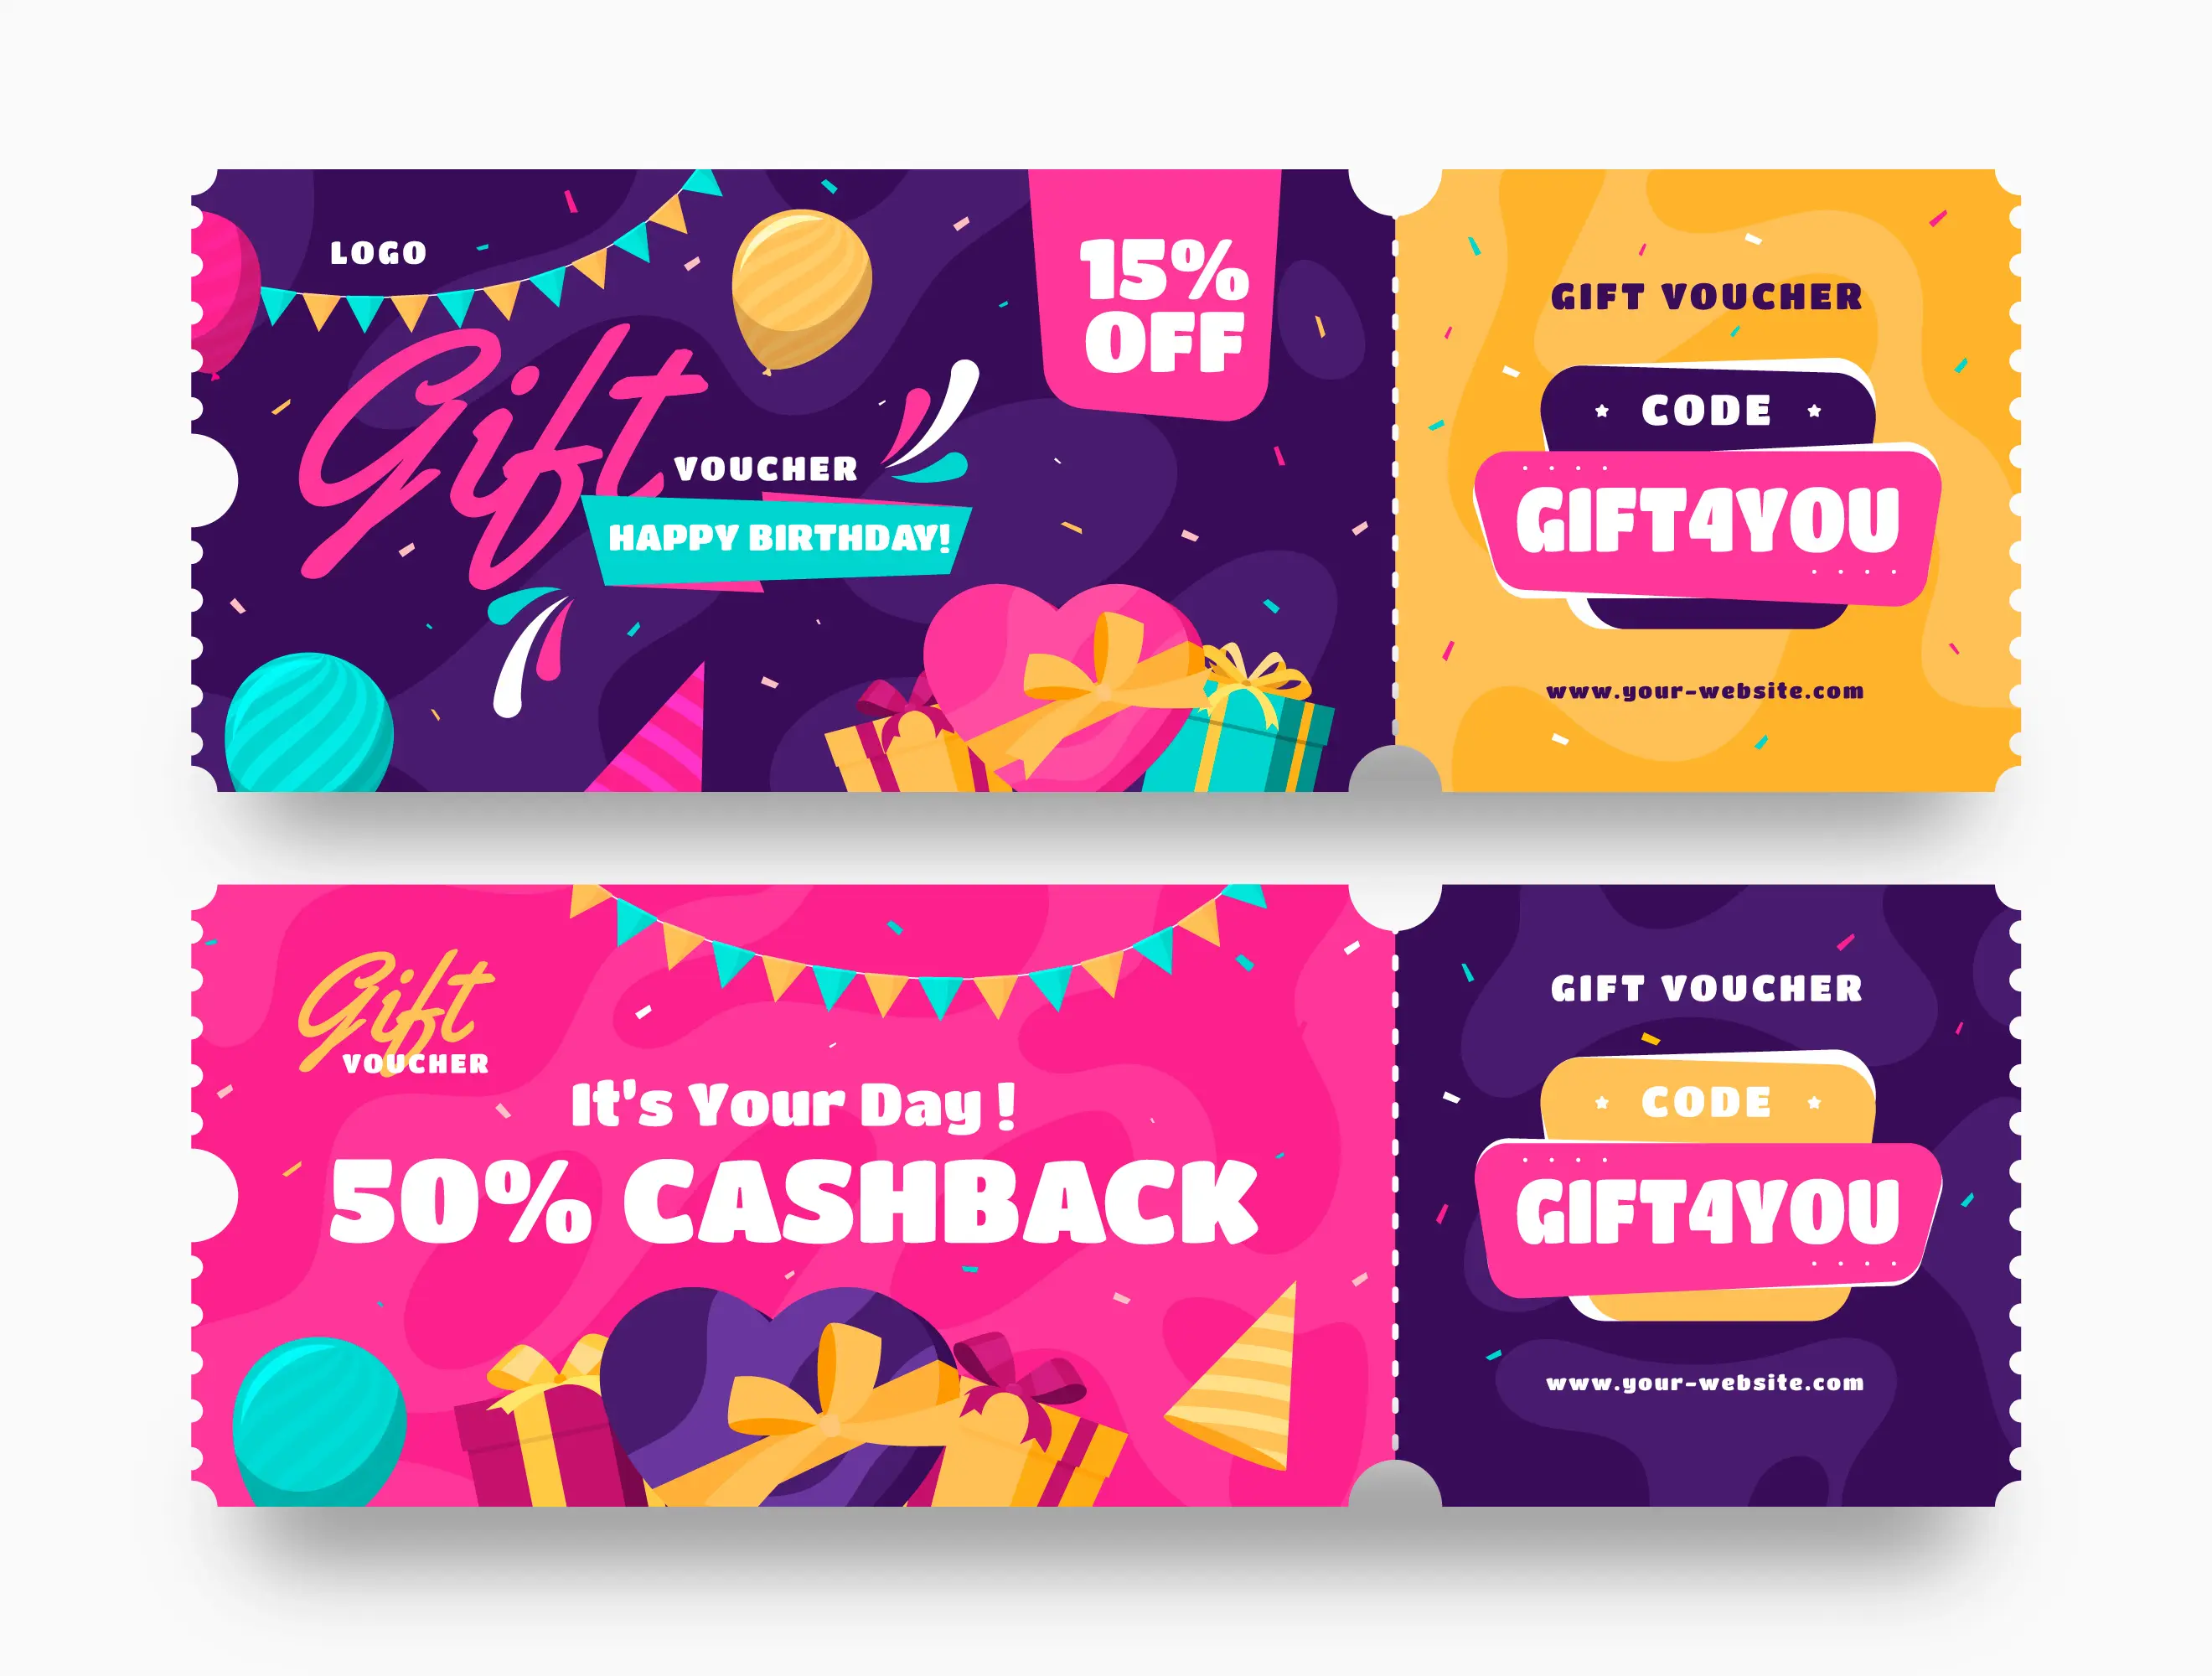 LOGO
Gift
VOUCHER
HAPPY BIRTHDAY!
15%
OFF
GIFT VOUCHER
CODE
GIFT4YOU
www.your-website.com
Gift
VOUCHER
It's Your Day !
50% CASHBACK
GIFT VOUCHER
CODE
GIFT4YOU
www.your-website.com